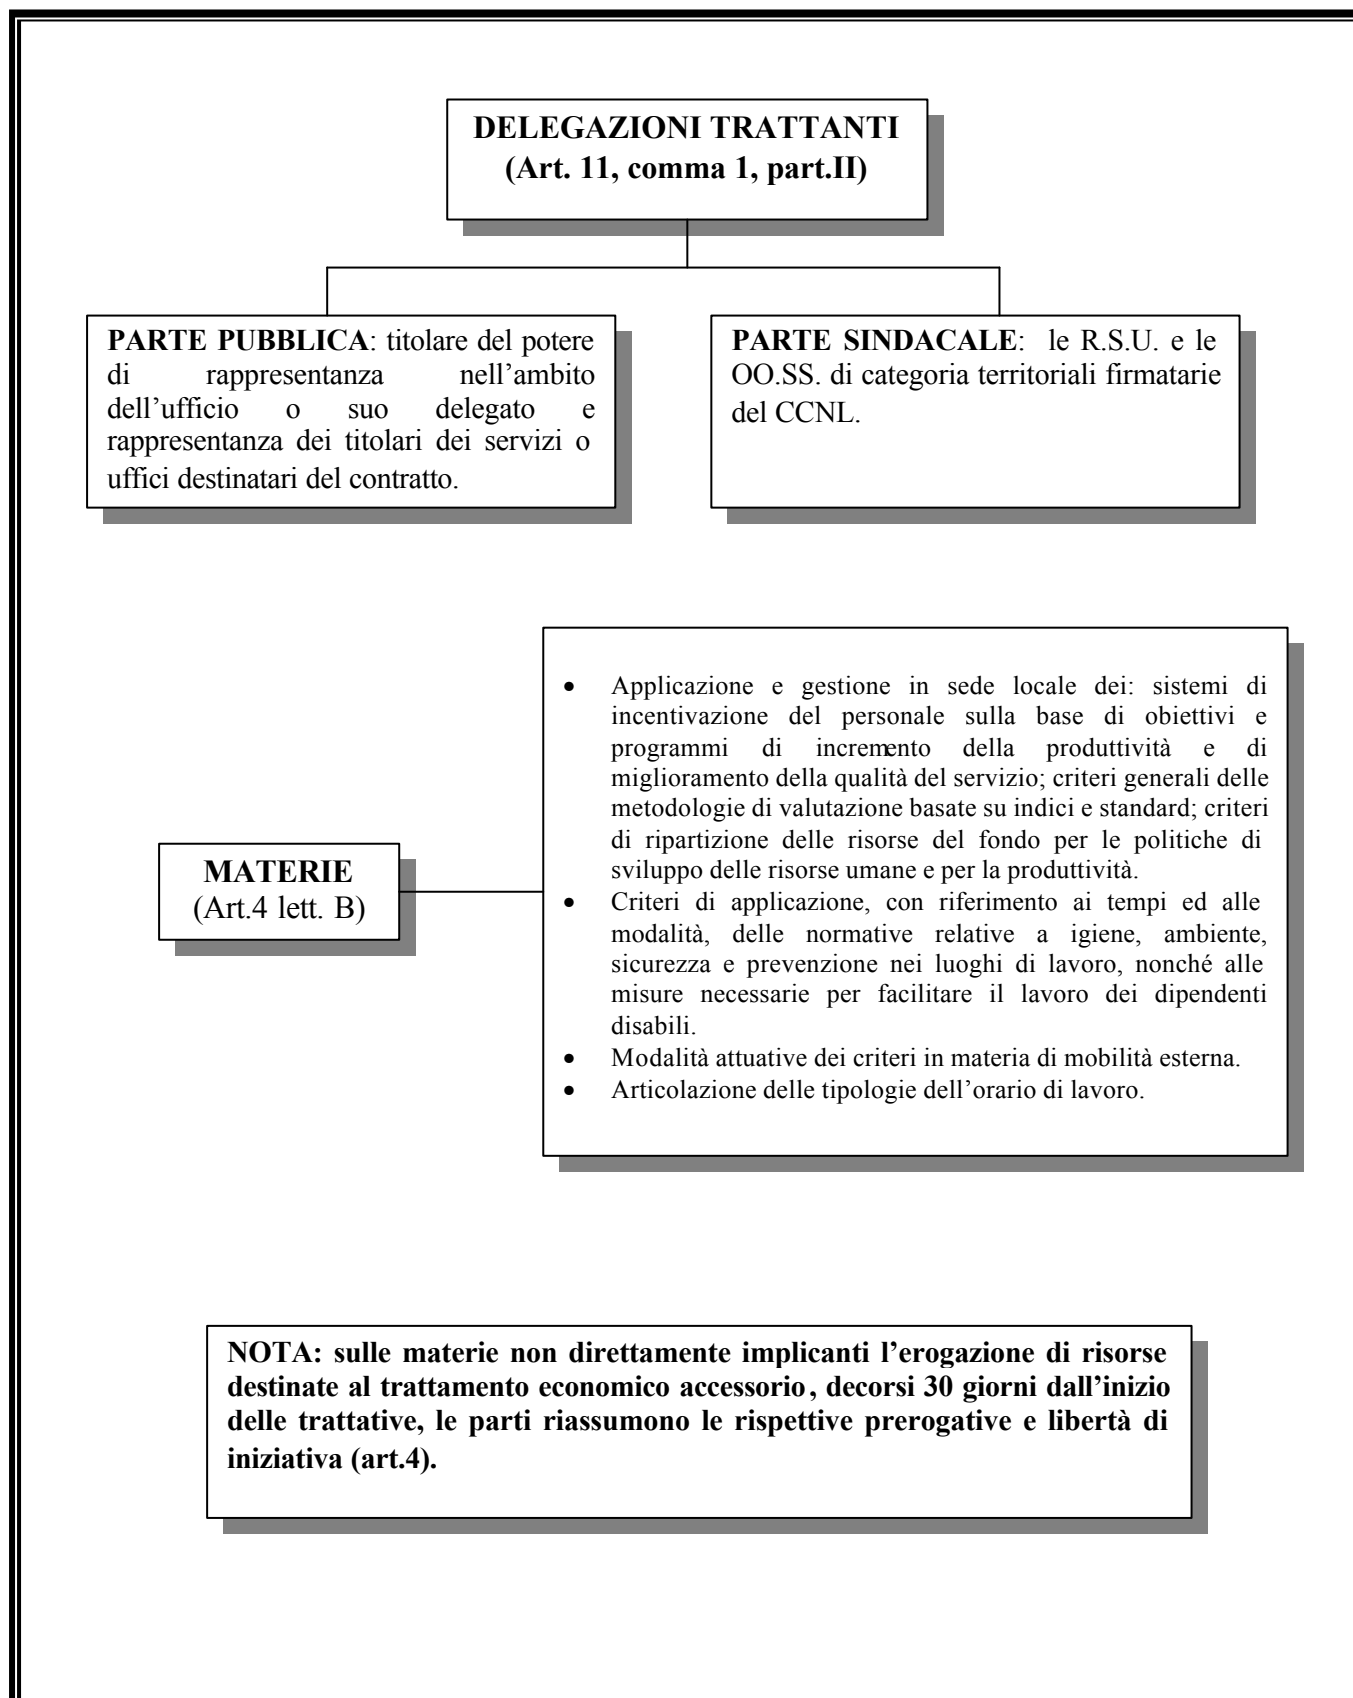 DELEGAZIONI TRATTANTI
(Art. 11, comma 1, part.II)
PARTE PUBBLICA: titolare del potere
di rappresentanza nell’ambito
dell’ufficio o suo delegato e
rappresentanza dei titolari dei servizi o
uffici destinatari del contratto.
PARTE SINDACALE: le R.S.U. e le
OO.SS. di categoria territoriali firmatarie
del CCNL.
MATERIE
(Art.4 lett. B)
• Applicazione e gestione in sede locale dei: sistemi di
incentivazione del personale sulla base di obiettivi e
programmi di incremento della produttività e di
miglioramento della qualità del servizio; criteri generali delle
metodologie di valutazione basate su indici e standard; criteri
di ripartizione delle risorse del fondo per le politiche di
sviluppo delle risorse umane e per la produttività.
• Criteri di applicazione, con riferimento ai tempi ed alle
modalità, delle normative relative a igiene, ambiente,
sicurezza e prevenzione nei luoghi di lavoro, nonché alle
misure necessarie per facilitare il lavoro dei dipendenti
disabili.
• Modalità attuative dei criteri in materia di mobilità esterna.
• Articolazione delle tipologie dell’orario di lavoro.
NOTA: sulle materie non direttamente implicanti l’erogazione di risorse
destinate al trattamento economico accessorio, decorsi 30 giorni dall’inizio
delle trattative, le parti riassumono le rispettive prerogative e libertà di
iniziativa (art.4).